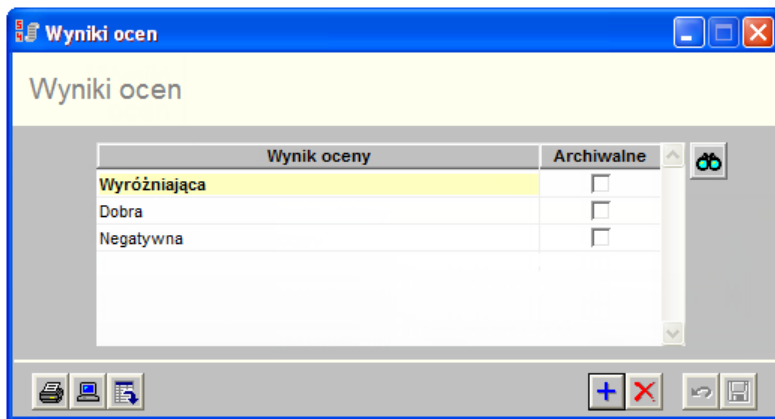 Wyniki ocen
Wyniki ocen
Wynik oceny Archiwalne
Wyróżniająca
Dobra
Negatywna